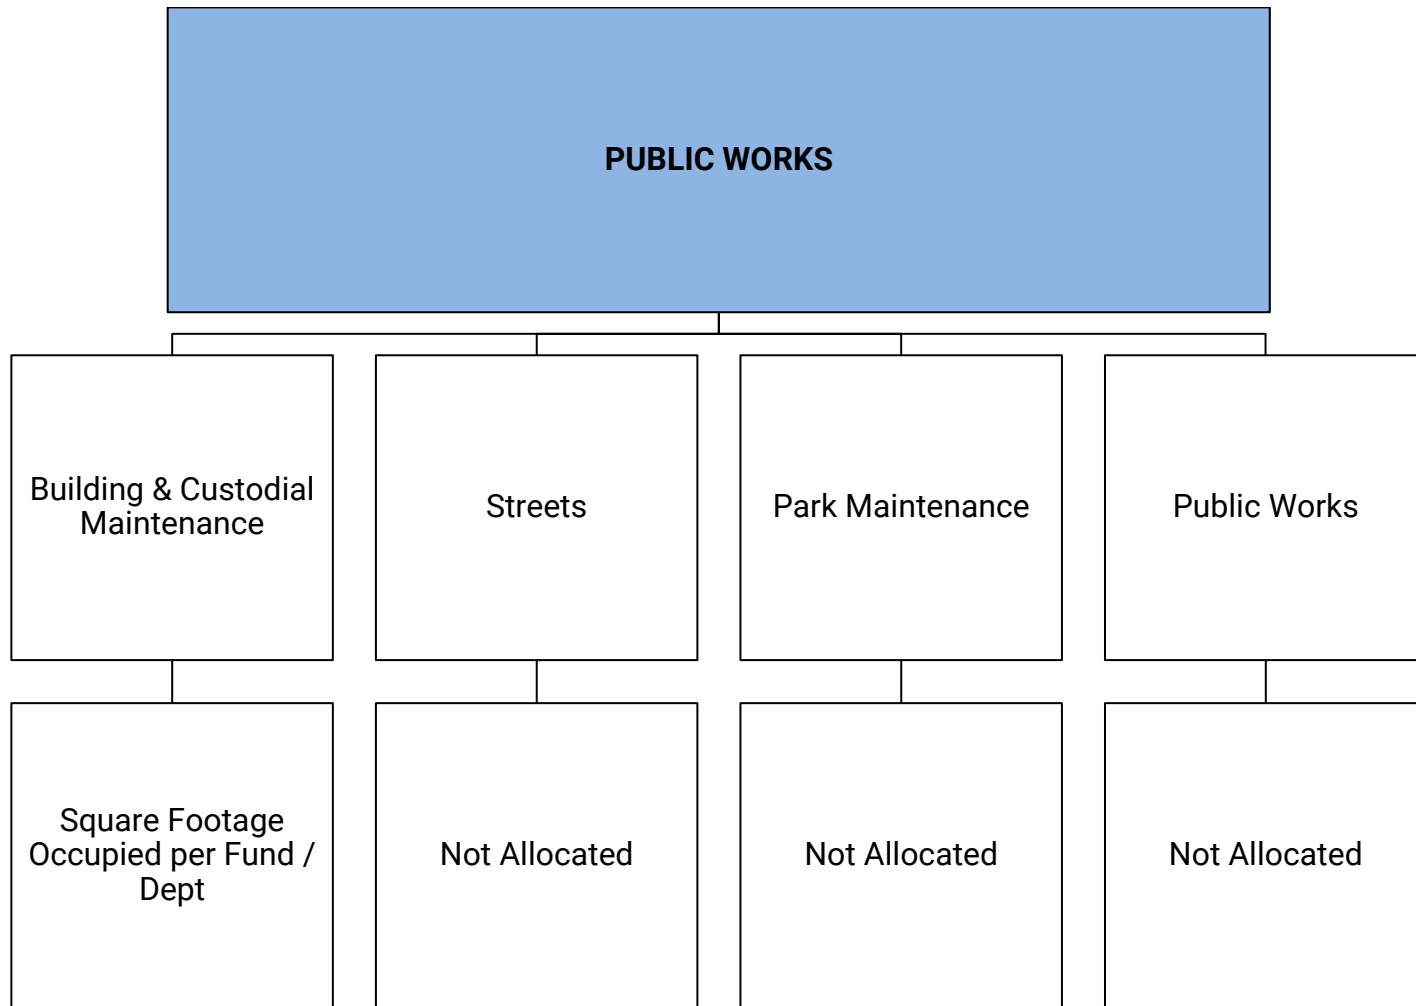 PUBLIC WORKS
Building & Custodial
Maintenance
Streets
Park Maintenance
Public Works
Square Footage
Occupied per Fund /
Dept
Not Allocated
Not Allocated
Not Allocated